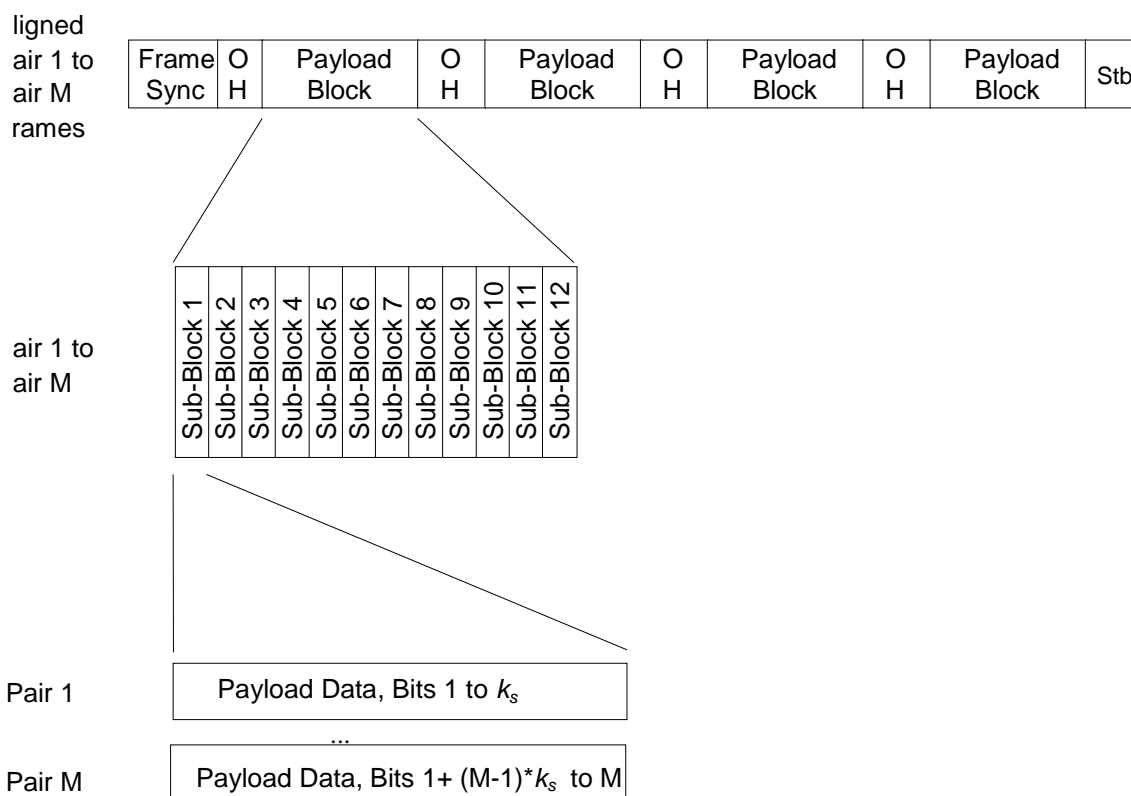 ligned
air 1 to
air M
rames
Frame Sync
O H
Payload Block
O H
Payload Block
O H
Payload Block
O H
Payload Block
Stb
Sub-Block 1
Sub-Block 2
Sub-Block 3
Sub-Block 4
Sub-Block 5
Sub-Block 6
Sub-Block 7
Sub-Block 8
Sub-Block 9
Sub-Block 10
Sub-Block 11
Sub-Block 12
air 1 to
air M
Pair 1
Payload Data, Bits 1 to ks
...
Pair M
Payload Data, Bits 1+ (M-1)*ks to M